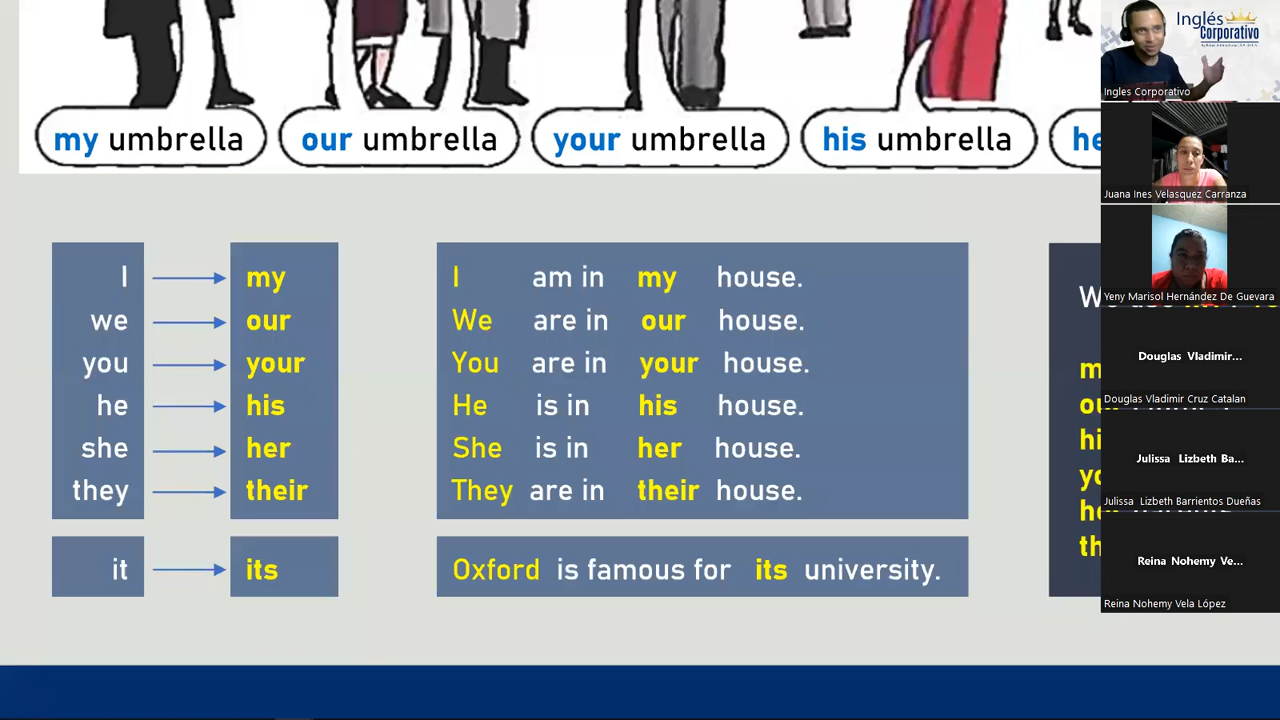 my umbrella
our umbrella
your umbrella
his umbrella
I my
we our
you your
he his
she her
they their
it its
I am in my house.
We are in our house.
You are in your house.
He is in his house.
She is in her house.
They are in their house.
Oxford is famous for its university.
Inglés
Corporativo
Ingles Corporativo
Juana Ines Velasquez Carranza
Yeny Marisol Hernández De Guevara
Douglas Vladimir...
Douglas Vladimir Cruz Catalan
Julissa Lizbeth Ba...
Julissa Lizbeth Barrientos Dueñas
Reina Nohemy Ve...
Reina Nohemy Vela López